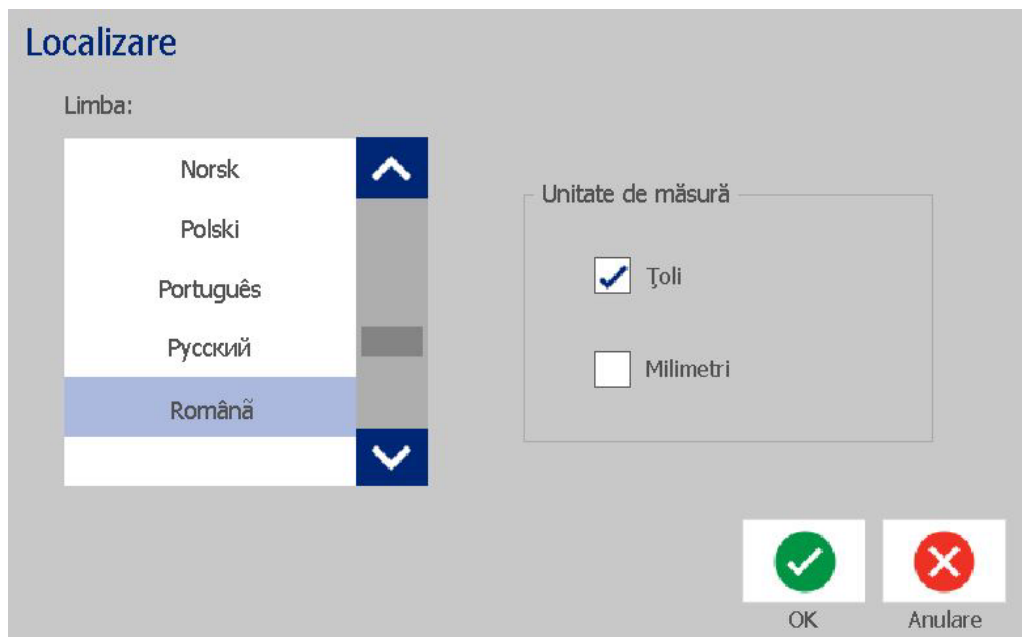 Localizare
Limba:
Norsk
Polski
Português
Русский
Românã
Unitate de măsură
Ţoli
Milimetri
OK
Anulare